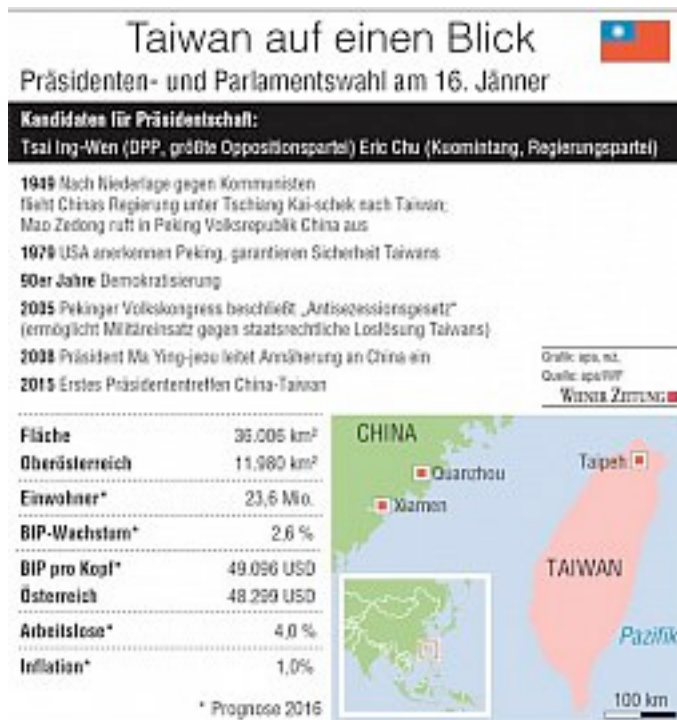 Taiwan auf einen Blick
Präsidenten- und Parlamentswahl am 16. Jänner
Kandidaten für Präsidentschaft:
Tsai Ing-Wen (DPP, größte Oppositionspartei) Eric Chu (Kuomintang, Regierungspartei)
1949 Nach Niederlage gegen Kommunisten
flieht Chinas Regierung unter Tschiang Kai-schek nach Taiwan;
Mao Zedong ruft in Peking Volksrepublik China aus
1979 USA anerkennen Peking, garantieren Sicherheit Taiwans
90er Jahre Demokratisierung
2005 Pekinger Volkskongress beschließt „Antisezessionsgesetz"
(ermöglicht Militäreinsatz gegen staatsrechtliche Loslösung Taiwans)
2008 Präsident Ma Ying-jeou leitet Annäherung an China ein
2015 Erstes Präsidententreffen China-Taiwan
Grafik: apa, wz,
Quelle: apa/IWF
WIENER ZEITUNG
Fläche 36.006 km²
Oberösterreich 11.980 km²
Einwohner* 23,6 Mio.
BIP-Wachstum* 2,6 %
BIP pro Kopf* 49.096 USD
Österreich 48.299 USD
Arbeitslose* 4,0 %
Inflation* 1,0%
* Prognose 2016
CHINA
Quanzhou
Xiamen
Taipeh
TAIWAN
Pazifik
100 km